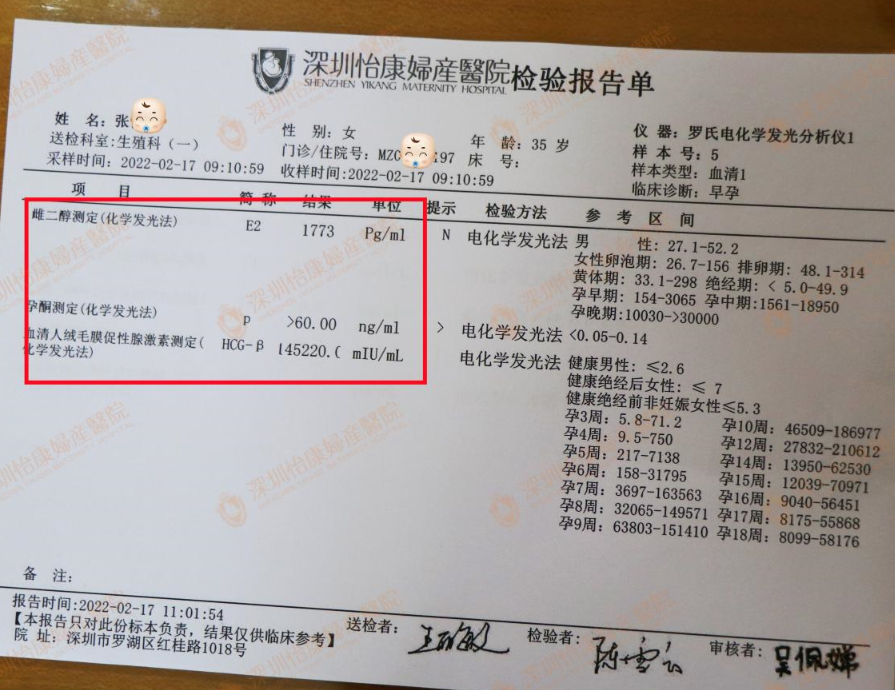 深圳怡康婦産醫院检验报告单
SHENZHEN YIKANG MATERNITY HOSPITAL
姓 名: 张 性 别: 女 年 龄: 35 岁 仪 器: 罗氏电化学发光分析仪1
送检科室:生殖科(一) 门诊/住院号: MZC 197 床 号: 样 本 号: 5
采样时间: 2022-02-17 09:10:59 收样时间:2022-02-17 09:10:59 样本类型: 血清1
临床诊断: 早孕
项 目 简 称 结果 单位 提示 检验方法 参 考 区 间
雌二醇测定(化学发光法) E2 1773 Pg/ml N 电化学发光法 男 性: 27.1-52.2
女性卵泡期: 26.7-156 排卵期: 48.1-314
黄体期: 33.1-298 绝经期: < 5.0-49.9
孕早期: 154-3065 孕中期:1561-18950
孕晚期:10030->30000
孕酮测定(化学发光法) P >60.00 ng/ml > 电化学发光法 <0.05-0.14
血清人绒毛膜促性腺激素测定( HCG-β 145220.( mIU/mL 电化学发光法 健康男性: ≤2.6
化学发光法)
健康绝经后女性: ≤ 7
健康绝经前非妊娠女性≤5.3
孕3周: 5.8-71.2 孕10周: 46509-186977
孕4周: 9.5-750 孕12周: 27832-210612
孕5周: 217-7138 孕14周: 13950-62530
孕6周: 158-31795 孕15周: 12039-70971
孕7周: 3697-163563 孕16周: 9040-56451
孕8周: 32065-149571 孕17周: 8175-55868
孕9周: 63803-151410 孕18周: 8099-58176
备 注:
报告时间:2022-02-17 11:01:54 送检者: 检验者: 陈雪 审核者: 吴佩娣
【本报告只对此份标本负责, 结果仅供临床参考】
院 址: 深圳市罗湖区红桂路1018号